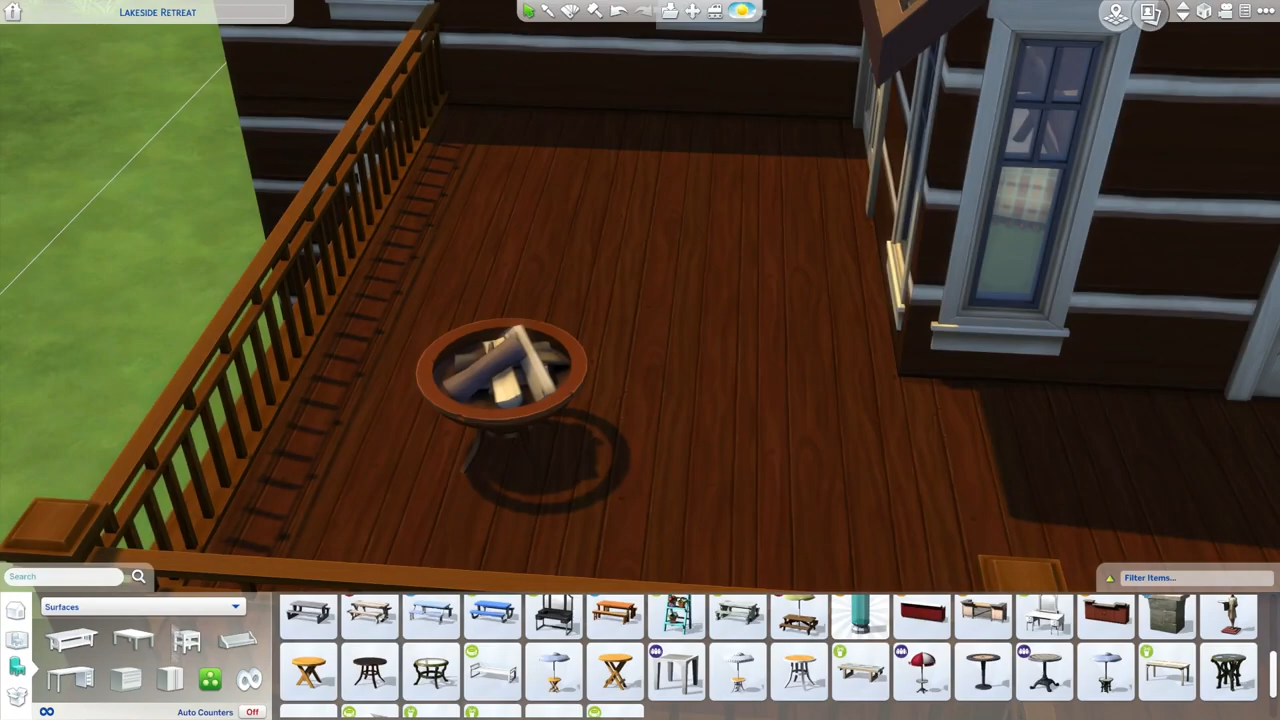 LAKESIDE RETREAT
Search
Filter Items...
Surfaces
Auto Counters
Off